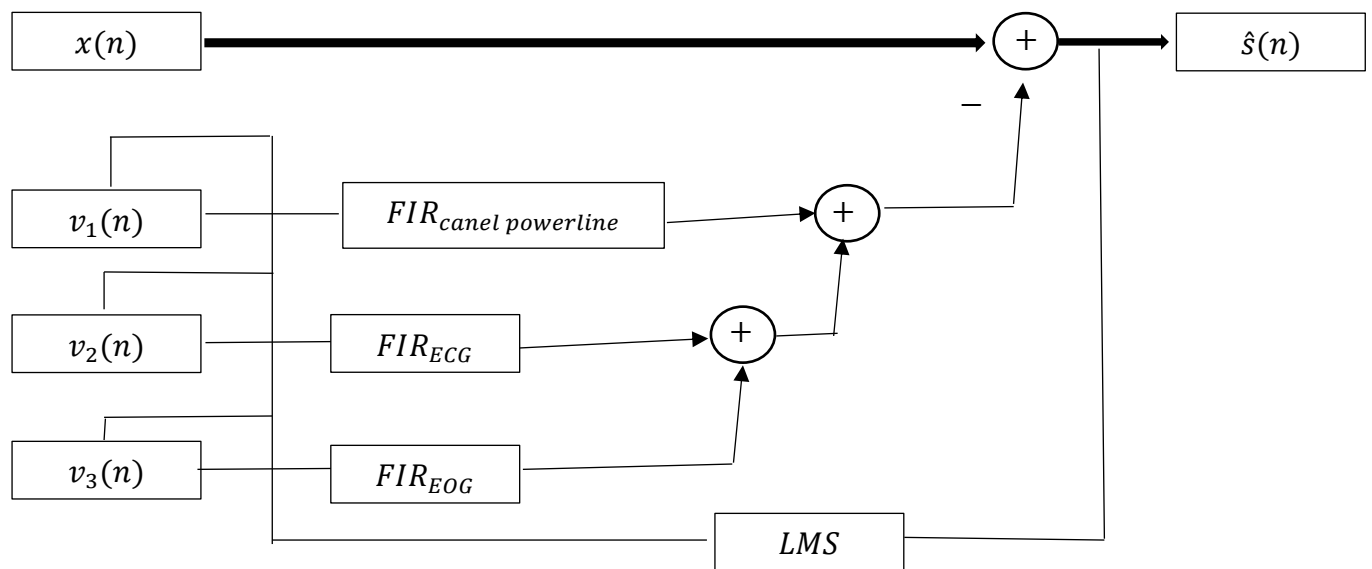 x(n)
+
ŝ(n)
−
v₁(n)
FIR_canel powerline
+
v₂(n)
FIR_ECG
+
v₃(n)
FIR_EOG
LMS